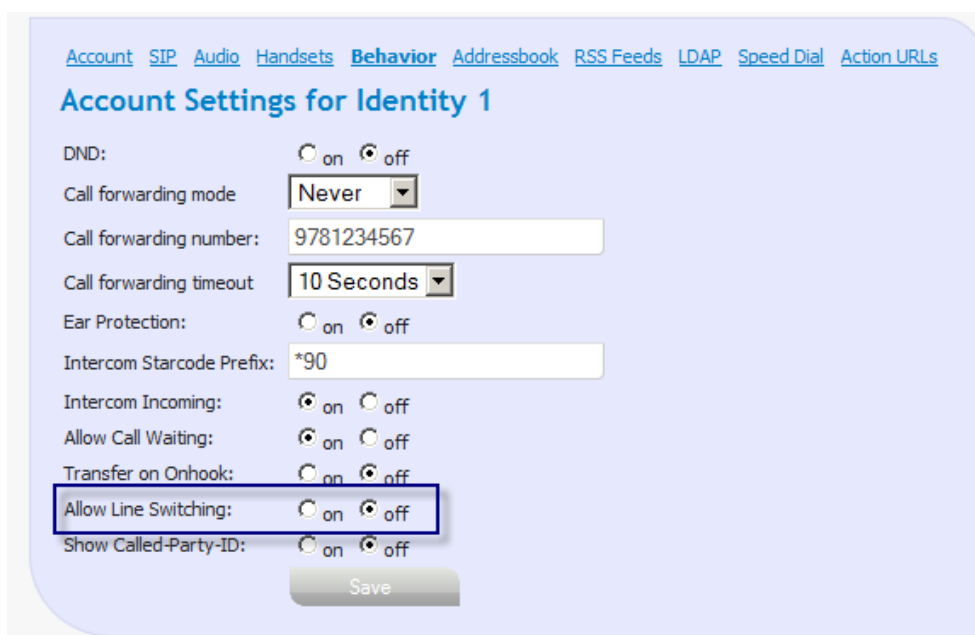 Account SIP Audio Handsets Behavior Addressbook RSS Feeds LDAP Speed Dial Action URLs
Account Settings for Identity 1
DND: on off
Call forwarding mode Never
Call forwarding number: 9781234567
Call forwarding timeout 10 Seconds
Ear Protection: on off
Intercom Starcode Prefix: *90
Intercom Incoming: on off
Allow Call Waiting: on off
Transfer on Onhook: on off
Allow Line Switching: on off
Show Called-Party-ID: on off
Save